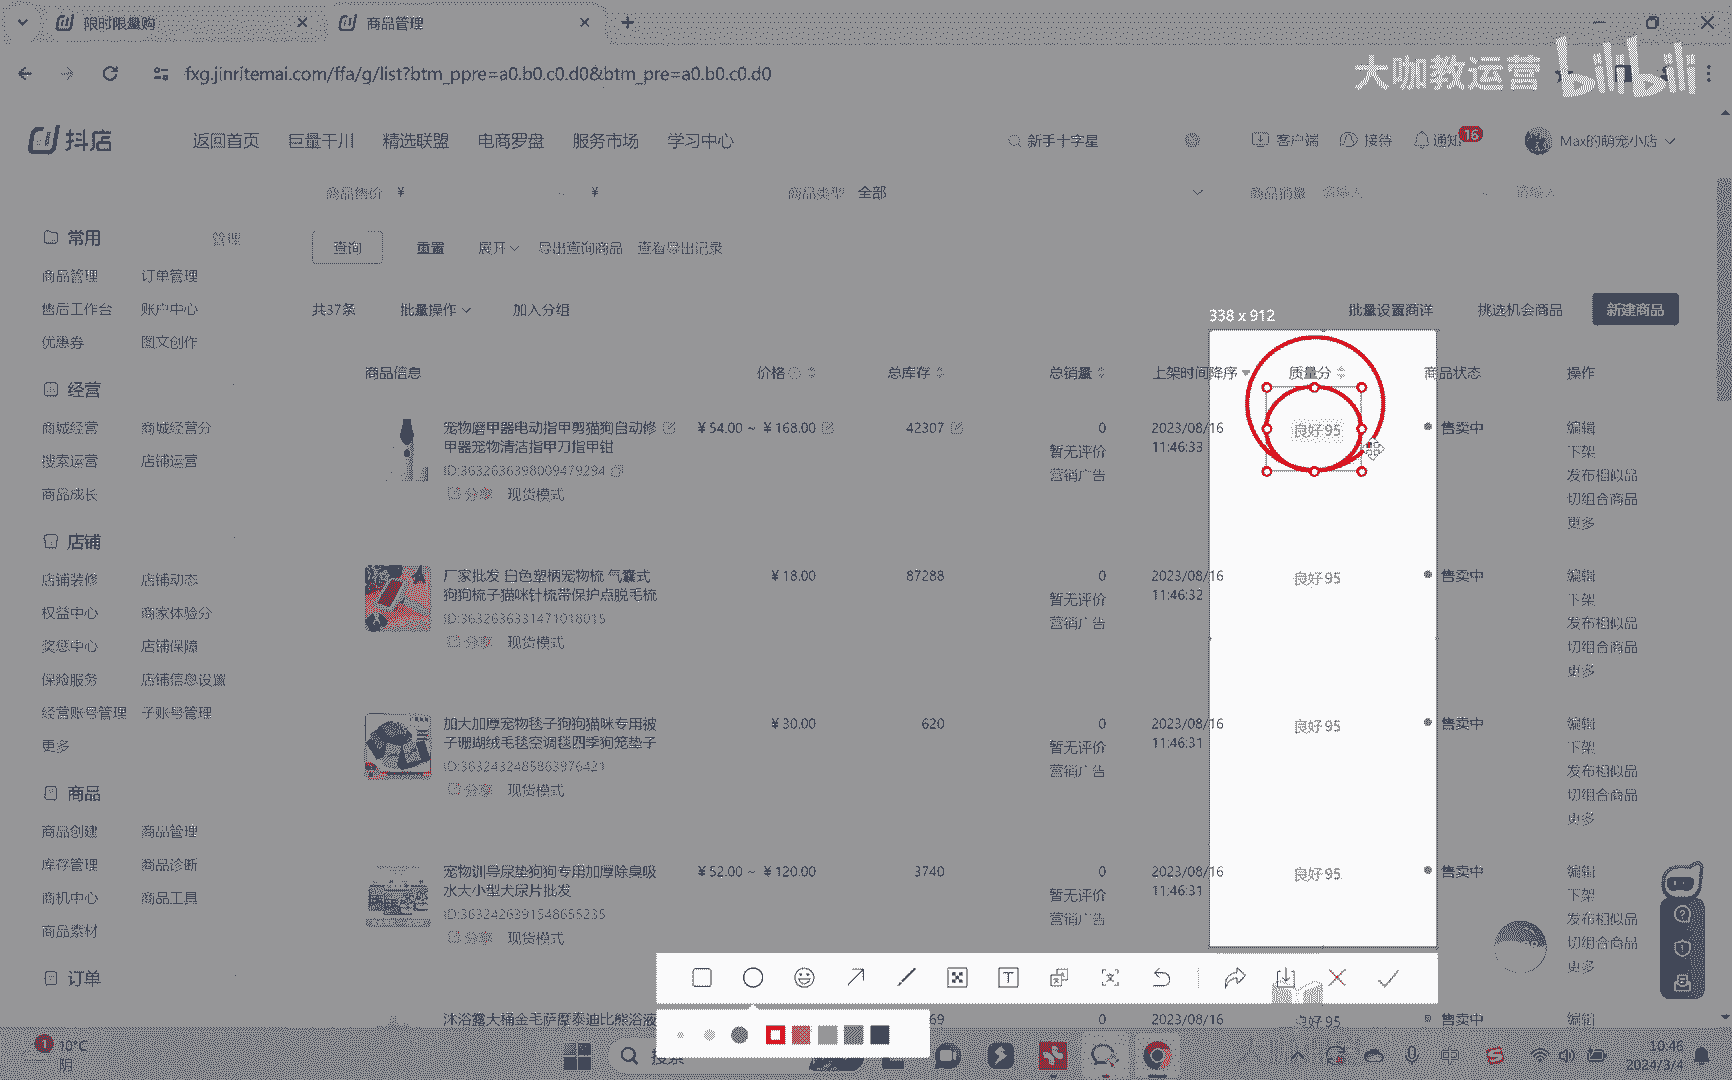 限时限量购
商品管理
fxg.jinritemai.com/ffa/g/list?btm_ppre=a0.b0.c0.d0&btm_pre=a0.b0.c0.d0
大咖教运营 bilibili
抖店 返回首页 巨量千川 精选联盟 电商罗盘 服务市场 学习中心 新手十字星 客户端 接待 通知 16 Max的萌宠小店
商品售价 ¥ - ¥ 商品类型 全部 商品销量 请输入 - 请输入
常用 管理
查询 重置 展开 导出查询商品 查看导出记录
商品管理 订单管理
售后工作台 账户中心
优惠券 图文创作
共37条 批量操作 加入分组 批量设置商详 挑选机会商品 新建商品
338 x 912
经营
商城经营 商城经营分
搜索运营 店铺运营
商品成长
店铺
店铺装修 店铺动态
权益中心 商家体验分
奖惩中心 店铺保障
保险服务 店铺信息设置
经营账号管理 子账号管理
更多
商品
商品创建 商品管理
库存管理 商品诊断
商机中心 商品工具
商品素材
订单
商品信息 价格 总库存 总销量 上架时间降序 质量分 商品状态 操作
宠物磨甲器电动指甲剪猫狗自动修
甲器宠物清洁指甲刀指甲钳
ID:3632636398009479294
分享 现货模式
¥54.00 ~ ¥168.00 42307 0
暂无评价
营销广告
2023/08/16
11:46:33
良好95
售卖中
编辑
下架
发布相似品
切组合商品
更多
厂家批发 白色塑柄宠物梳 气囊式
狗狗梳子猫咪针梳带保护点脱毛梳
ID:3632636331471018015
分享 现货模式
¥18.00 87288 0
暂无评价
营销广告
2023/08/16
11:46:32
良好95
售卖中
编辑
下架
发布相似品
切组合商品
更多
加大加厚宠物毯子狗狗猫咪专用被
子珊瑚绒毛毯空调毯四季狗笼垫子
ID:3632432485863976421
分享 现货模式
¥30.00 620 0
暂无评价
营销广告
2023/08/16
11:46:31
良好95
售卖中
编辑
下架
发布相似品
切组合商品
更多
宠物训导尿垫狗狗专用加厚除臭吸
水大小型犬尿片批发
ID:3632426391548655235
分享 现货模式
¥52.00 ~ ¥120.00 3740 0
暂无评价
营销广告
2023/08/16
11:46:31
良好95
售卖中
编辑
下架
发布相似品
切组合商品
更多
沐浴露大桶金毛萨摩泰迪比熊浴液
69 0 2023/08/16 良好95 售卖中 编辑
1
10°C
阴
搜索
中
10:46
2024/3/4